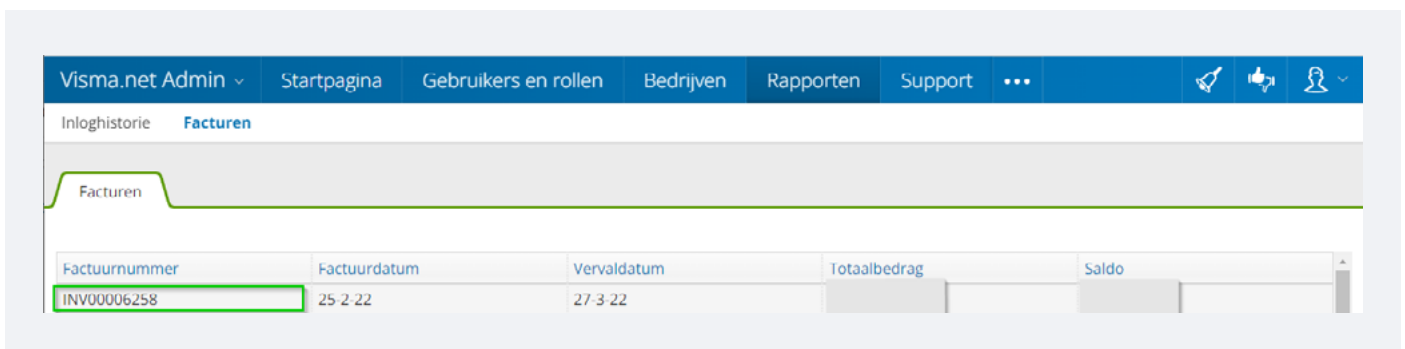 Visma.net Admin Startpagina Gebruikers en rollen Bedrijven Rapporten Support •••
Inloghistorie Facturen
Facturen
Factuurnummer Factuurdatum Vervaldatum Totaalbedrag Saldo
INV00006258 25-2-22 27-3-22